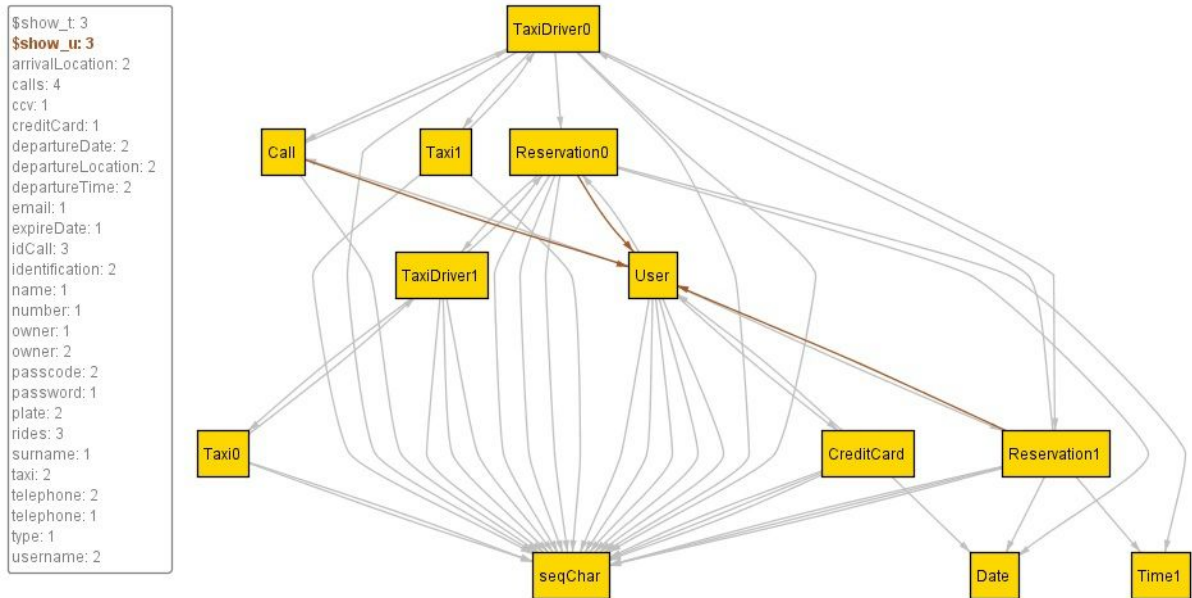 $show_t: 3
$show_u: 3
arrivalLocation: 2
calls: 4
ccv: 1
creditCard: 1
departureDate: 2
departureLocation: 2
departureTime: 2
email: 1
expireDate: 1
idCall: 3
identification: 2
name: 1
number: 1
owner: 1
owner: 2
passcode: 2
password: 1
plate: 2
rides: 3
surname: 1
taxi: 2
telephone: 2
telephone: 1
type: 1
username: 2
TaxiDriver0
Call
Taxi1
Reservation0
TaxiDriver1
User
Taxi0
CreditCard
Reservation1
seqChar
Date
Time1